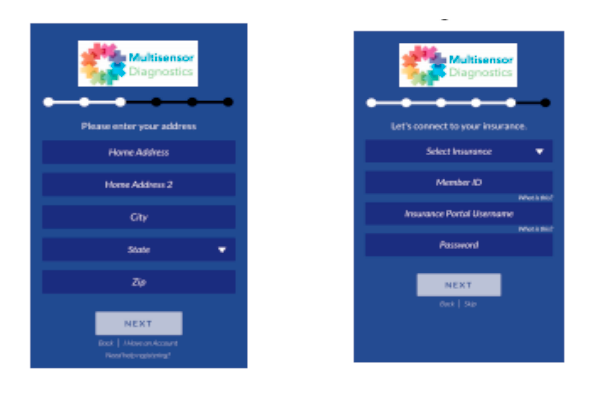 Multisensor
Diagnostics
Please enter your address
Home Address
Home Address 2
City
State
Zip
NEXT
Back | I Have an Account
Need help registering?
Multisensor
Diagnostics
Let's connect to your insurance.
Select Insurance
Member ID
What is this?
Insurance Portal Username
What is this?
Password
NEXT
Back | Skip